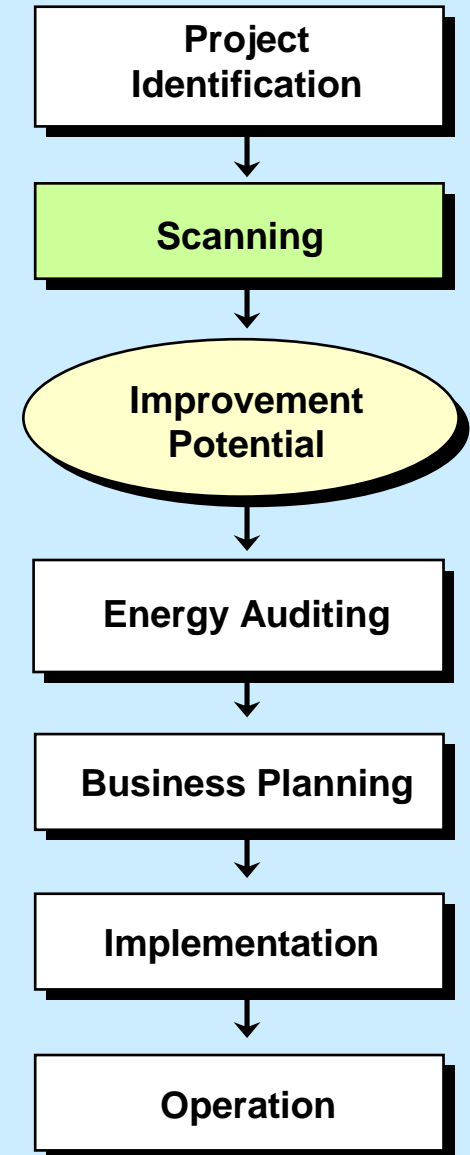 Project
Identification
Scanning
Improvement
Potential
Energy Auditing
Business Planning
Implementation
Operation